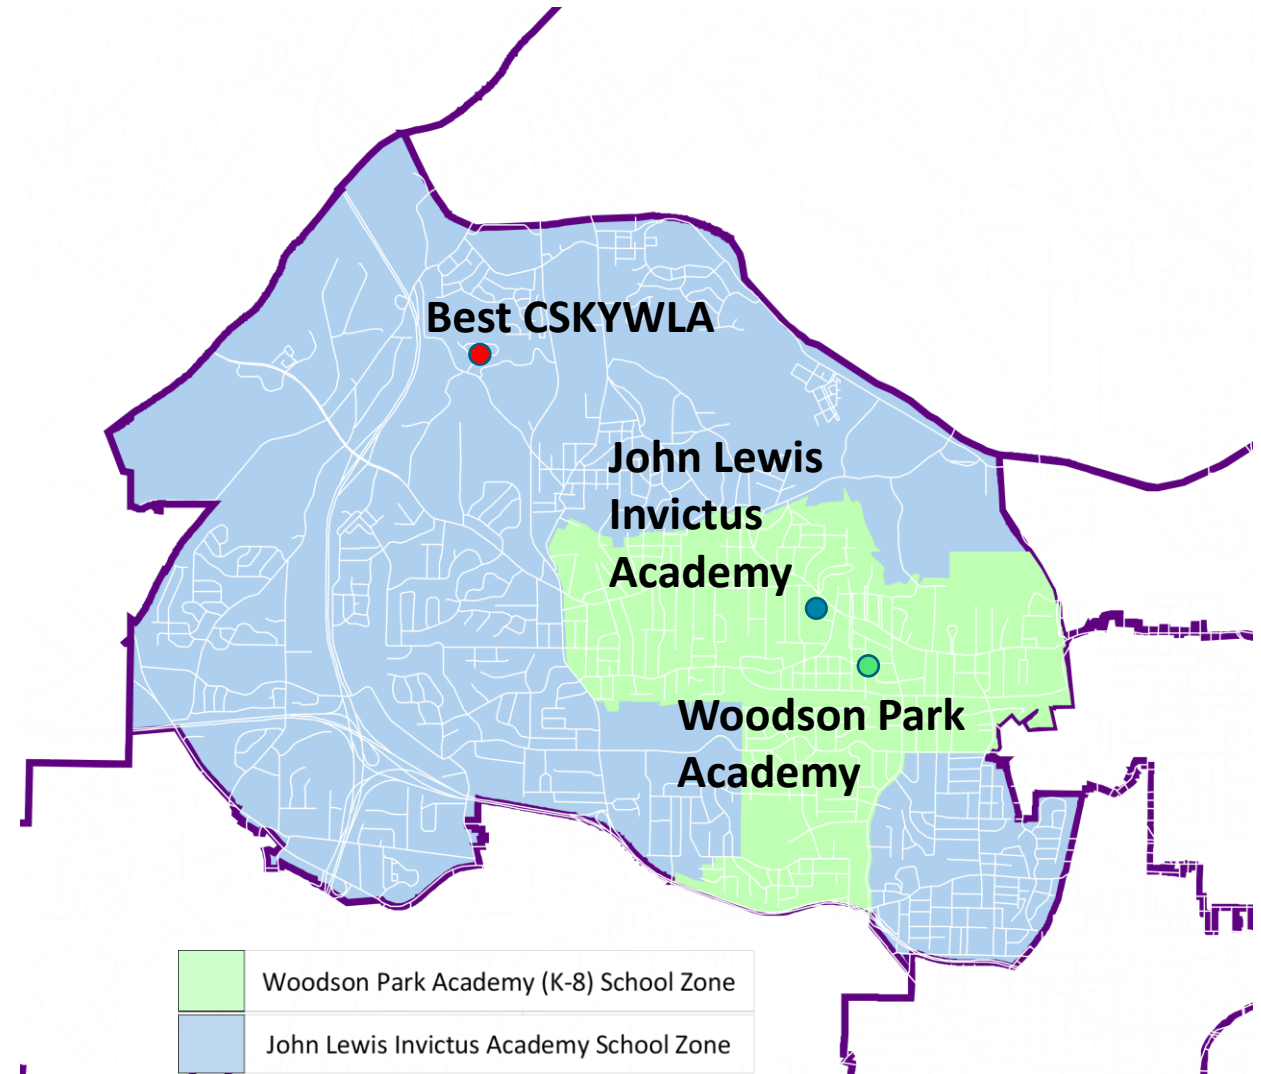 Best CSKYWLA
John Lewis
Invictus
Academy
Woodson Park
Academy
Woodson Park Academy (K-8) School Zone
John Lewis Invictus Academy School Zone